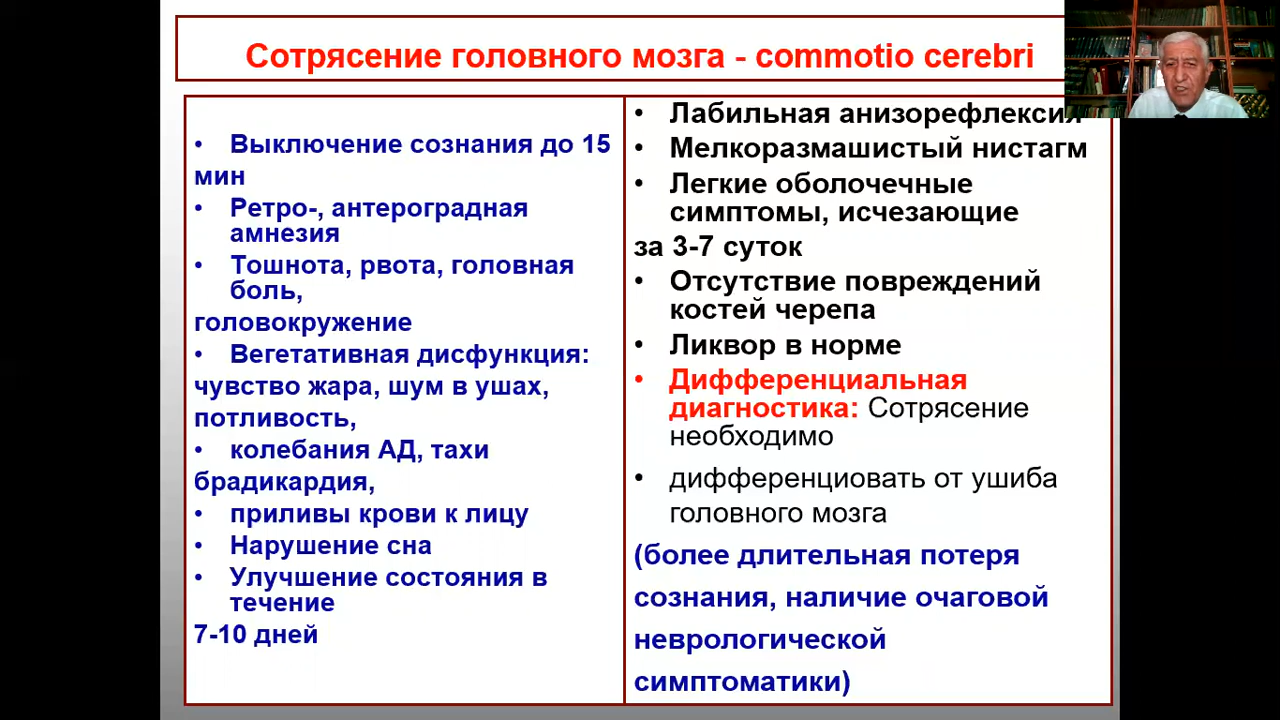 Сотрясение головного мозга - commotio cerebri
• Выключение сознания до 15
мин
• Ретро-, антероградная
амнезия
• Тошнота, рвота, головная
боль,
головокружение
• Вегетативная дисфункция:
чувство жара, шум в ушах,
потливость,
• колебания АД, тахи
брадикардия,
• приливы крови к лицу
• Нарушение сна
• Улучшение состояния в
течение
7-10 дней
• Лабильная анизорефлексия
• Мелкоразмашистый нистагм
• Легкие оболочечные
симптомы, исчезающие
за 3-7 суток
• Отсутствие повреждений
костей черепа
• Ликвор в норме
• Дифференциальная
диагностика: Сотрясение
необходимо
• дифференциовать от ушиба
головного мозга
(более длительная потеря
сознания, наличие очаговой
неврологической
симптоматики)